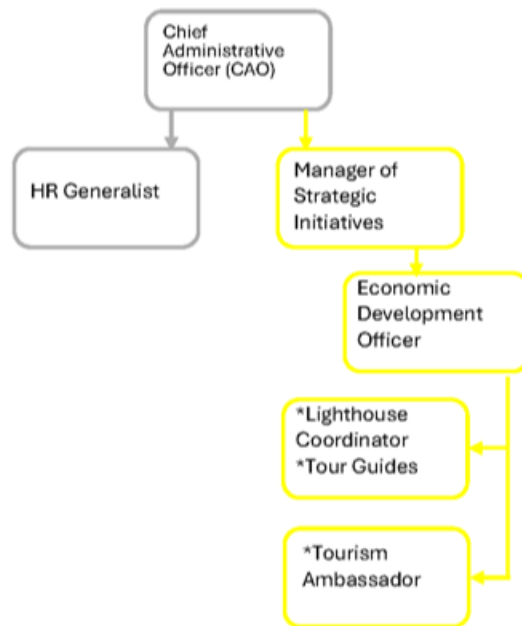 Chief
Administrative
Officer (CAO)
HR Generalist
Manager of
Strategic
Initiatives
Economic
Development
Officer
*Lighthouse
Coordinator
*Tour Guides
*Tourism
Ambassador